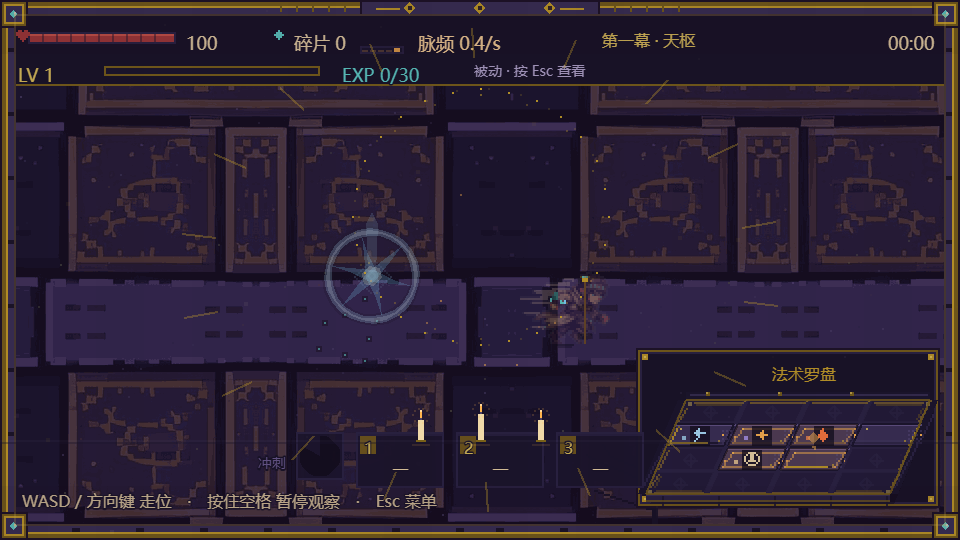 100
碎片 0
脉频 0.4/s
第一幕 · 天枢
00:00
LV 1
EXP 0/30
被动 · 按 Esc 查看
法术罗盘
冲刺
1
2
3
— — —
WASD / 方向键 走位 · 按住空格 暂停观察 · Esc 菜单